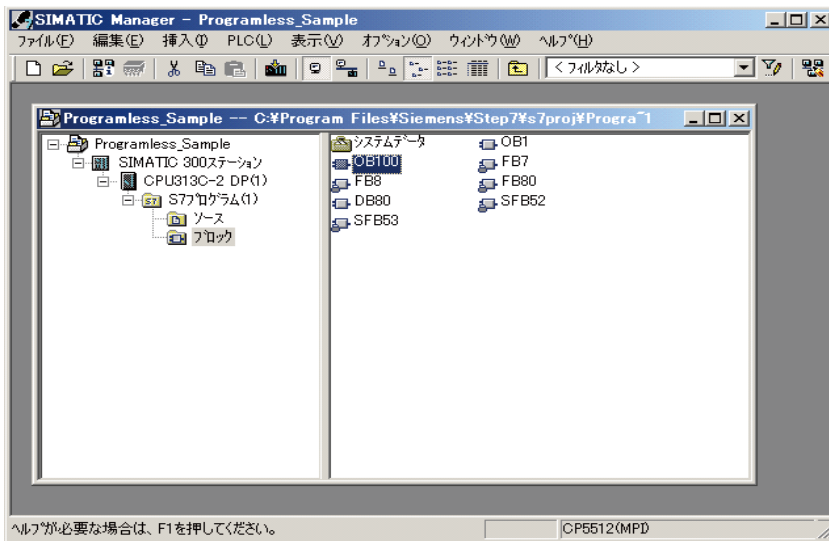 SIMATIC Manager - Programless_Sample
ファイル(F) 編集(E) 挿入(I) PLC(L) 表示(V) オプション(O) ウィンドウ(W) ヘルプ(H)
< フィルタなし >
Programless_Sample -- C:¥Program Files¥Siemens¥Step7¥s7proj¥Progra~1
Programless_Sample
SIMATIC 300ステーション
CPU313C-2 DP(1)
S7プログラム(1)
ソース
ブロック
システムデータ OB1
OB100 FB7
FB8 FB80
DB80 SFB52
SFB53
ヘルプが必要な場合は、F1を押してください。 CP5512(MPI)